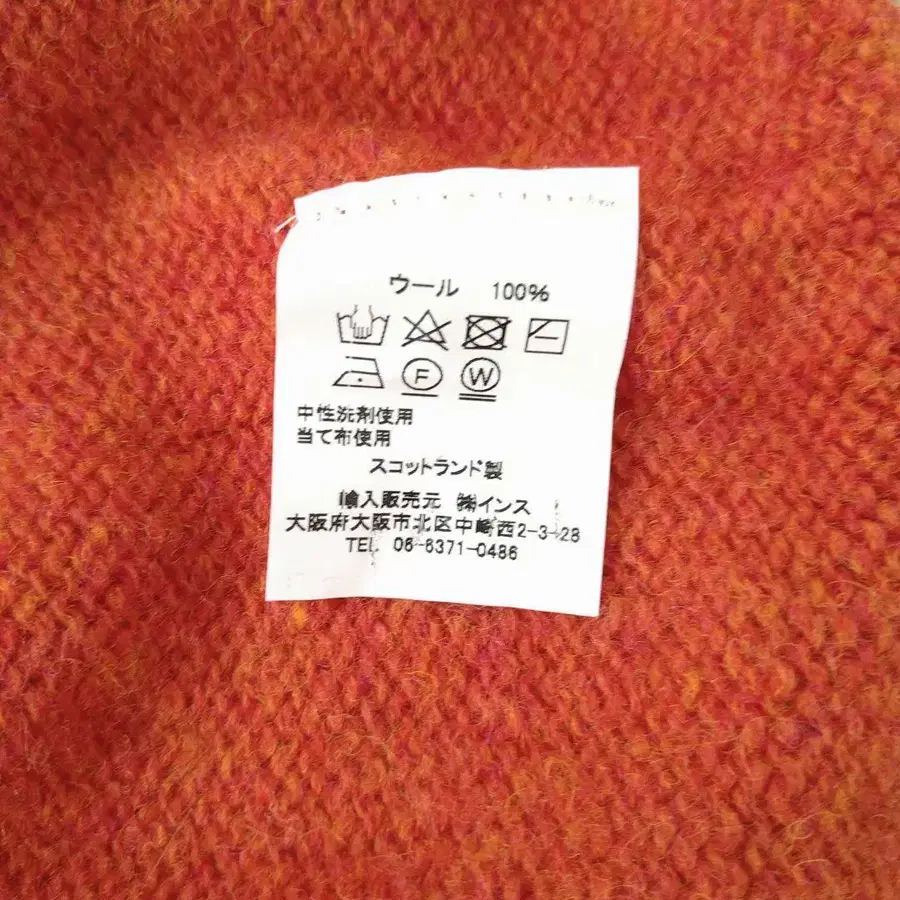 ウール 100%
F W
中性洗剤使用
当て布使用
スコットランド製
輸入販売元 ㈱インス
大阪府大阪市北区中崎西2-3-28
TEL 06-6371-0486